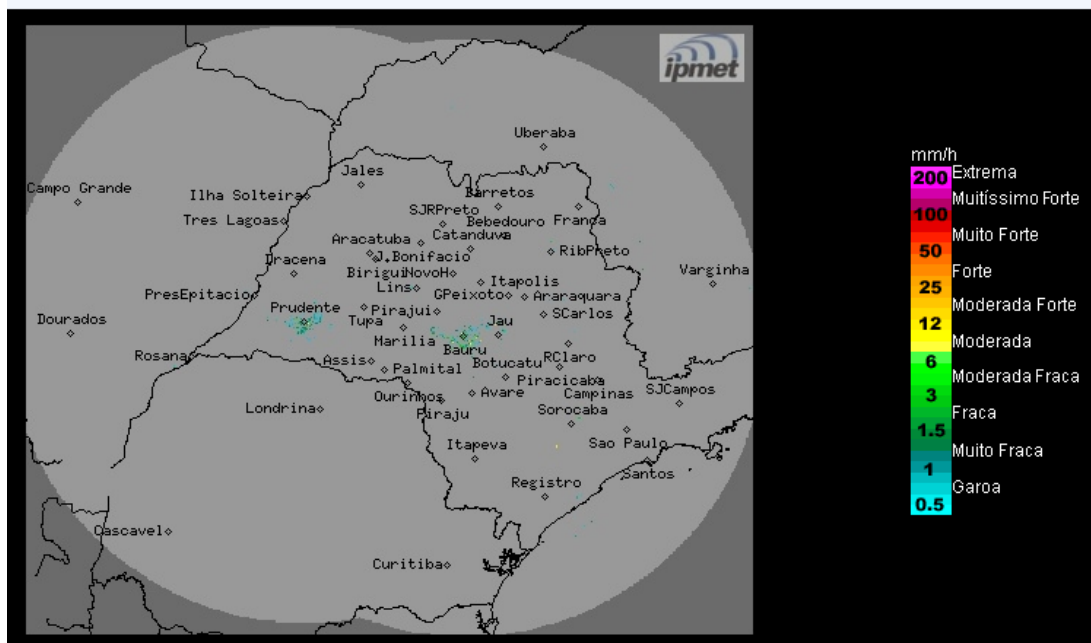 ipmet
Uberaba
Campo Grande
Jales
Ilha Solteira
Barretos
Tres Lagoas
SJRPreto
Bebedouro
Franca
Aracatuba
Catanduva
RibPreto
Dracena
J.Bonifacio
Varginha
Birigui
NovoH
Itapolis
PresEpitacio
Lins
GPeixoto
Araraquara
Prudente
Pirajui
SCarlos
Dourados
Tupa
Jau
Marilia
Bauru
Rosana
Assis
Botucatu
RClaro
Palmital
Piracicaba
SJCampos
Londrina
Ourinhos
Avare
Campinas
Piraju
Sorocaba
Itapeva
Sao Paulo
Santos
Registro
Cascavel
Curitiba
mm/h
200 Extrema
Muitíssimo Forte
100
Muito Forte
50
Forte
25
Moderada Forte
12
Moderada
6
Moderada Fraca
3
Fraca
1.5
Muito Fraca
1
Garoa
0.5